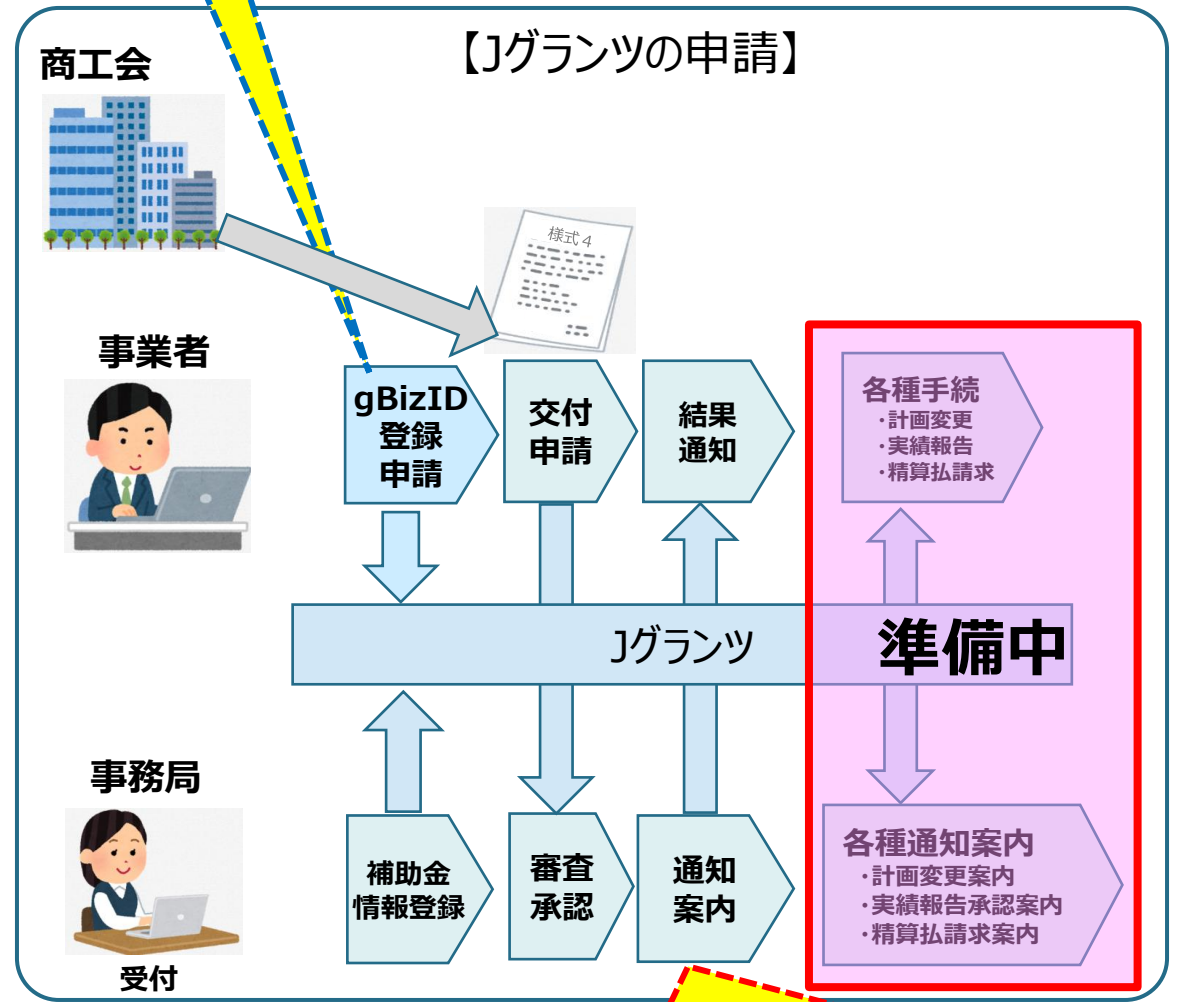 【Jグランツの申請】
商工会
様式４
事業者
gBizID
登録
申請
交付
申請
結果
通知
各種手続
・計画変更
・実績報告
・精算払請求
Jグランツ
準備中
事務局
受付
補助金
情報登録
審査
承認
通知
案内
各種通知案内
・計画変更案内
・実績報告承認案内
・精算払請求案内